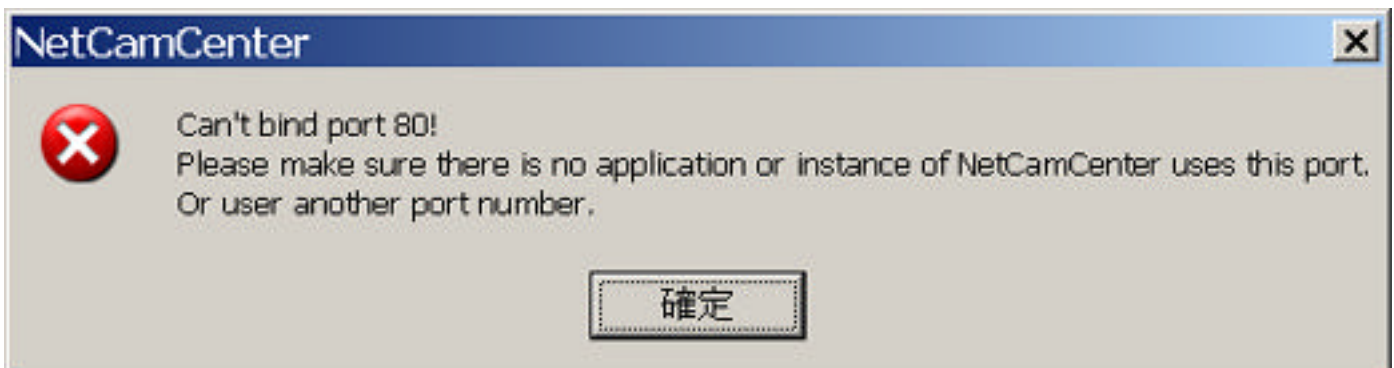 NetCamCenter
Can't bind port 80!
Please make sure there is no application or instance of NetCamCenter uses this port.
Or user another port number.
確定